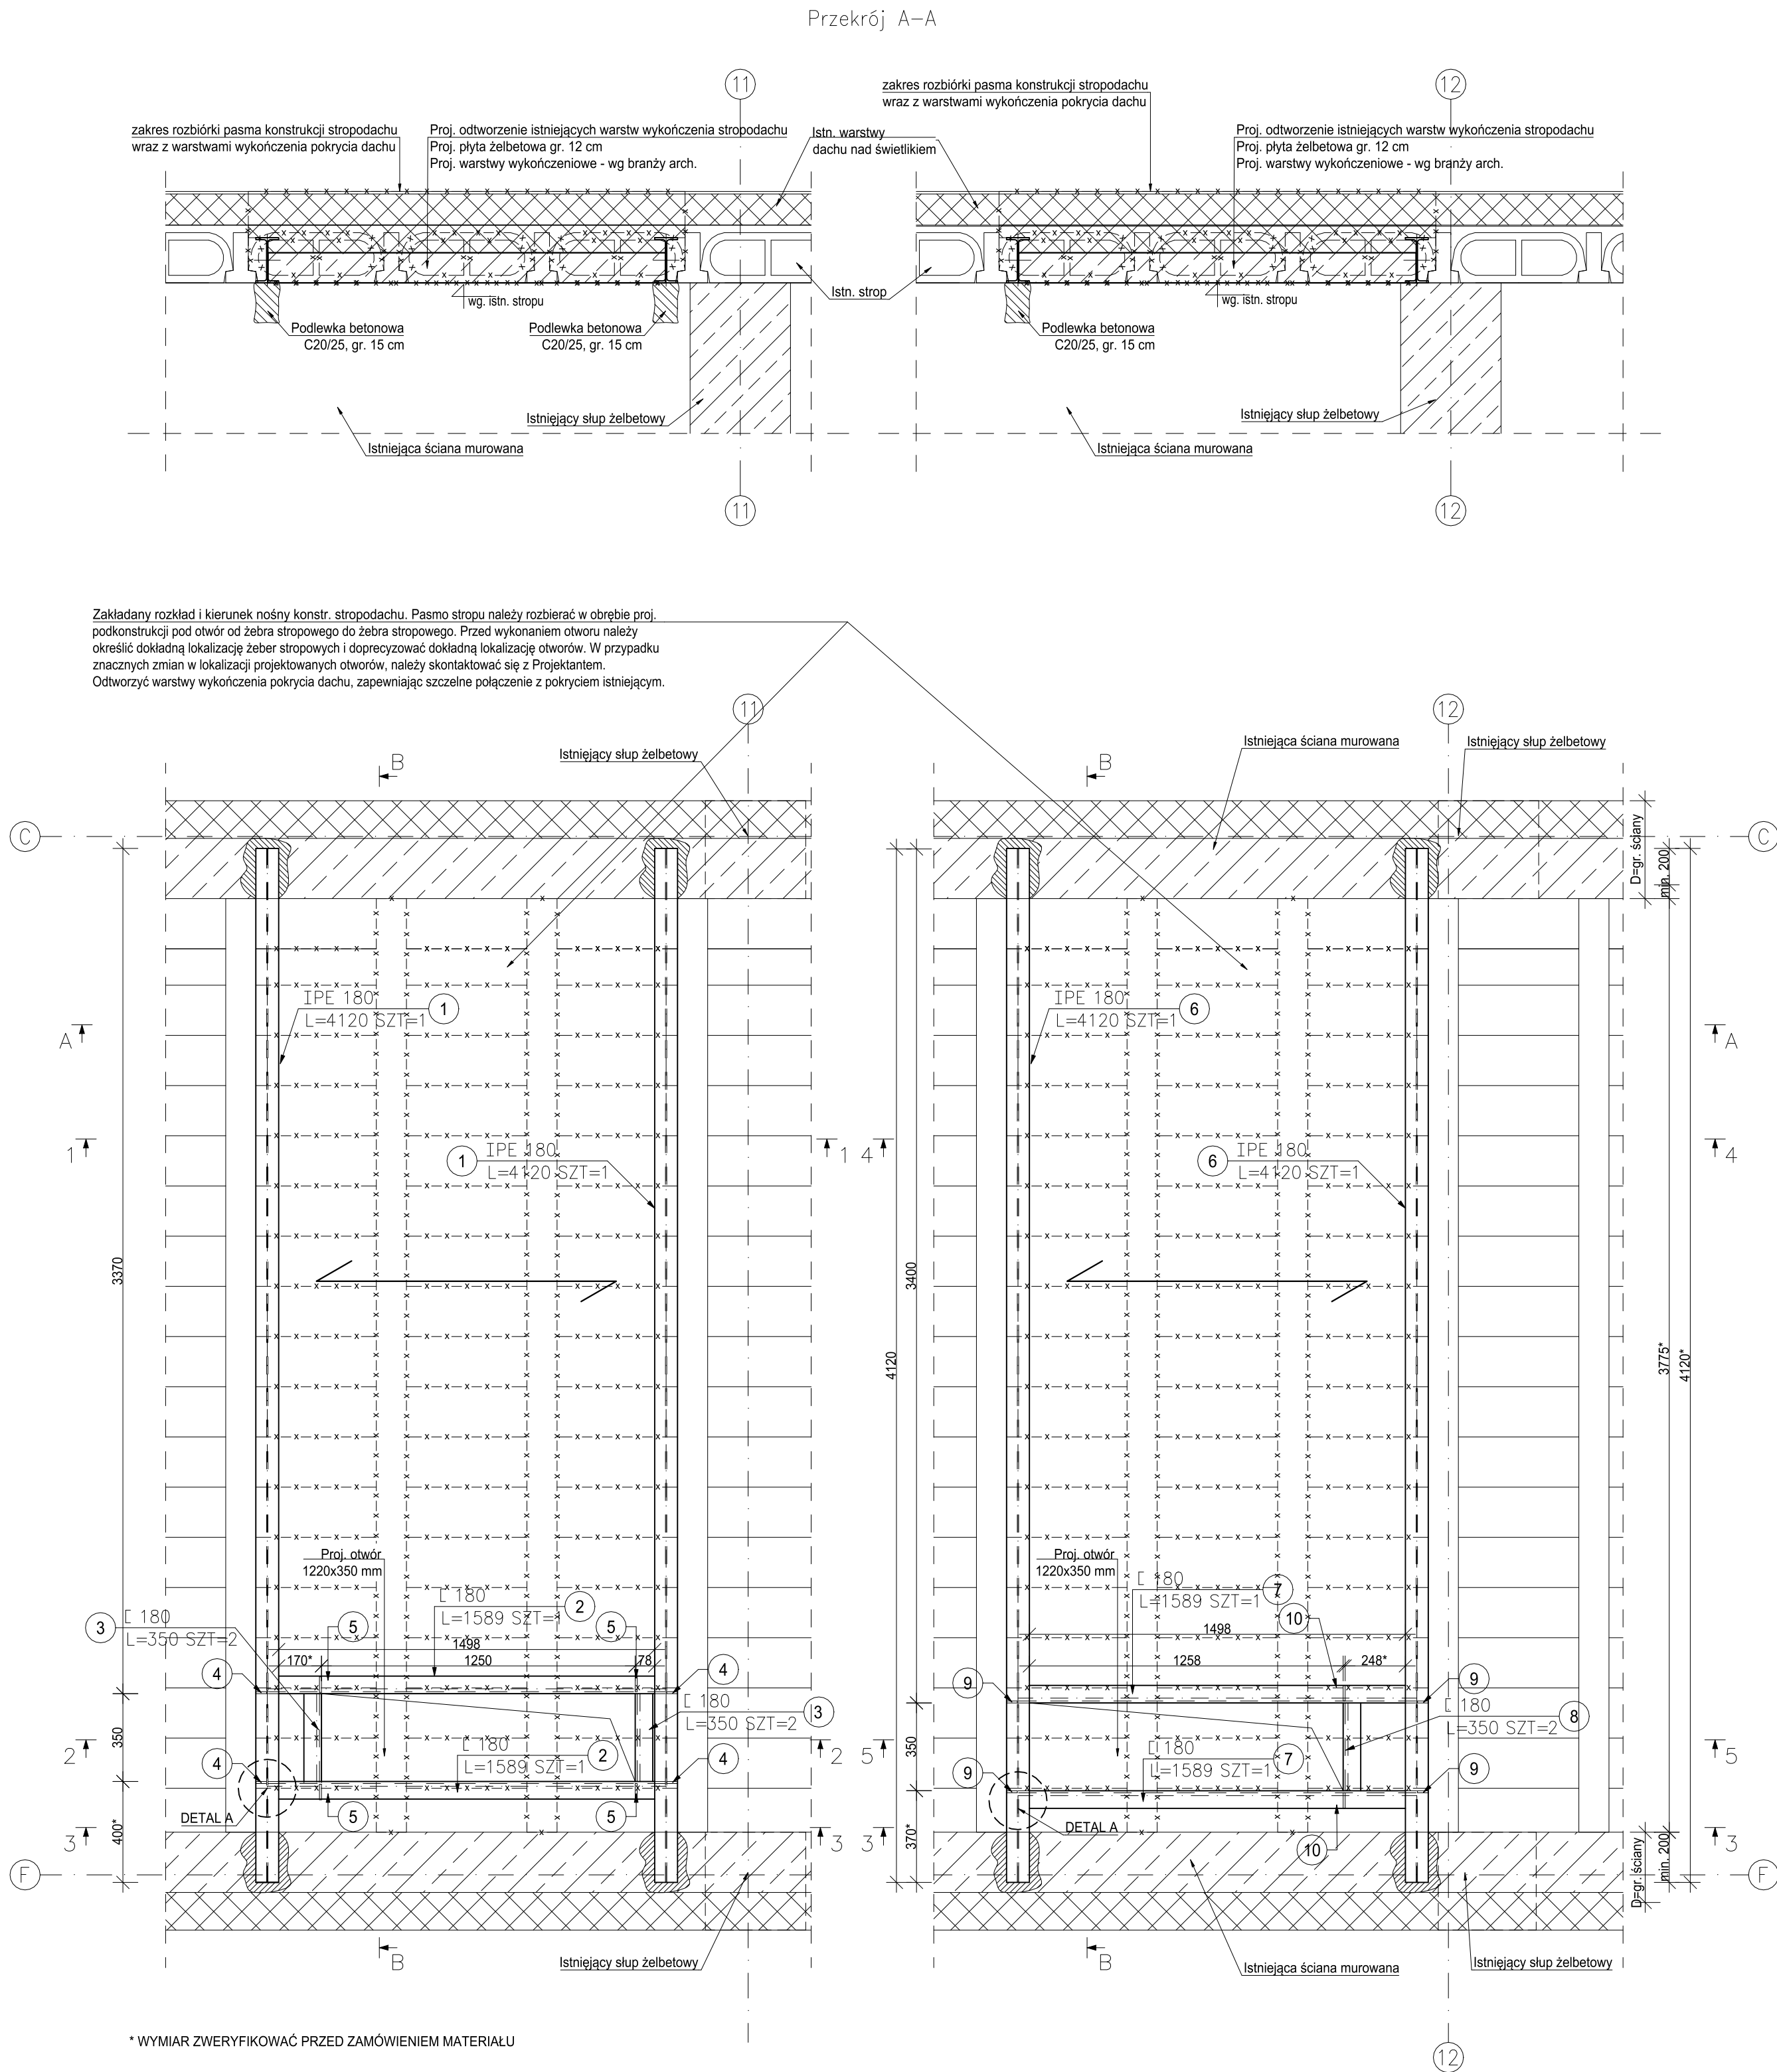 Przekrój A-A
11
12
zakres rozbiórki pasma konstrukcji stropodachu
wraz z warstwami wykończenia pokrycia dachu
zakres rozbiórki pasma konstrukcji stropodachu
wraz z warstwami wykończenia pokrycia dachu
Proj. odtworzenie istniejących warstw wykończenia stropodachu
Proj. płyta żelbetowa gr. 12 cm
Proj. warstwy wykończeniowe - wg branży arch.
Istn. warstwy
dachu nad świetlikiem
Proj. odtworzenie istniejących warstw wykończenia stropodachu
Proj. płyta żelbetowa gr. 12 cm
Proj. warstwy wykończeniowe - wg branży arch.
wg. istn. stropu
Istn. strop
wg. istn. stropu
Podlewka betonowa
C20/25, gr. 15 cm
Podlewka betonowa
C20/25, gr. 15 cm
Podlewka betonowa
C20/25, gr. 15 cm
Istnięjący słup żelbetowy
Istnięjący słup żelbetowy
Istniejąca ściana murowana
Istniejąca ściana murowana
11
12
Zakładany rozkład i kierunek nośny konstr. stropodachu. Pasmo stropu należy rozbierać w obrębie proj.
podkonstrukcji pod otwór od żebra stropowego do żebra stropowego. Przed wykonaniem otworu należy
określić dokładną lokalizację żeber stropowych i doprecyzować dokładną lokalizację otworów. W przypadku
znacznych zmian w lokalizacji projektowanych otworów, należy skontaktować się z Projektantem.
Odtworzyć warstwy wykończenia pokrycia dachu, zapewniając szczelne połączenie z pokryciem istniejącym.
11
12
Istnięjący słup żelbetowy
Istniejąca ściana murowana
Istnięjący słup żelbetowy
B
B
C
C
D=gr. ściany
min. 200
IPE 180
L=4120 SZT=1
1
IPE 180
L=4120 SZT=1
6
A
A
1
1
4
4
1
IPE 180
L=4120 SZT=1
6
IPE 180
L=4120 SZT=1
3370
4120
3400
3775*
4120*
Proj. otwór
1220x350 mm
Proj. otwór
1220x350 mm
[ 180
L=1589 SZT=1
2
[ 180
L=1589 SZT=1
7
3
[ 180
L=350 SZT=2
5
5
10
1498
1498
170*
1250
78
1258
248*
4
4
9
9
[ 180
L=350 SZT=2
3
[ 180
L=350 SZT=2
8
350
350
2
2
5
5
[ 180
L=1589 SZT=1
2
[ 180
L=1589 SZT=1
7
4
4
9
9
DETAL A
5
5
DETAL A
10
400*
370*
3
3
3
3
D=gr. ściany
min. 200
F
F
B
B
Istnięjący słup żelbetowy
Istniejąca ściana murowana
Istnięjący słup żelbetowy
* WYMIAR ZWERYFIKOWAĆ PRZED ZAMÓWIENIEM MATERIAŁU
12